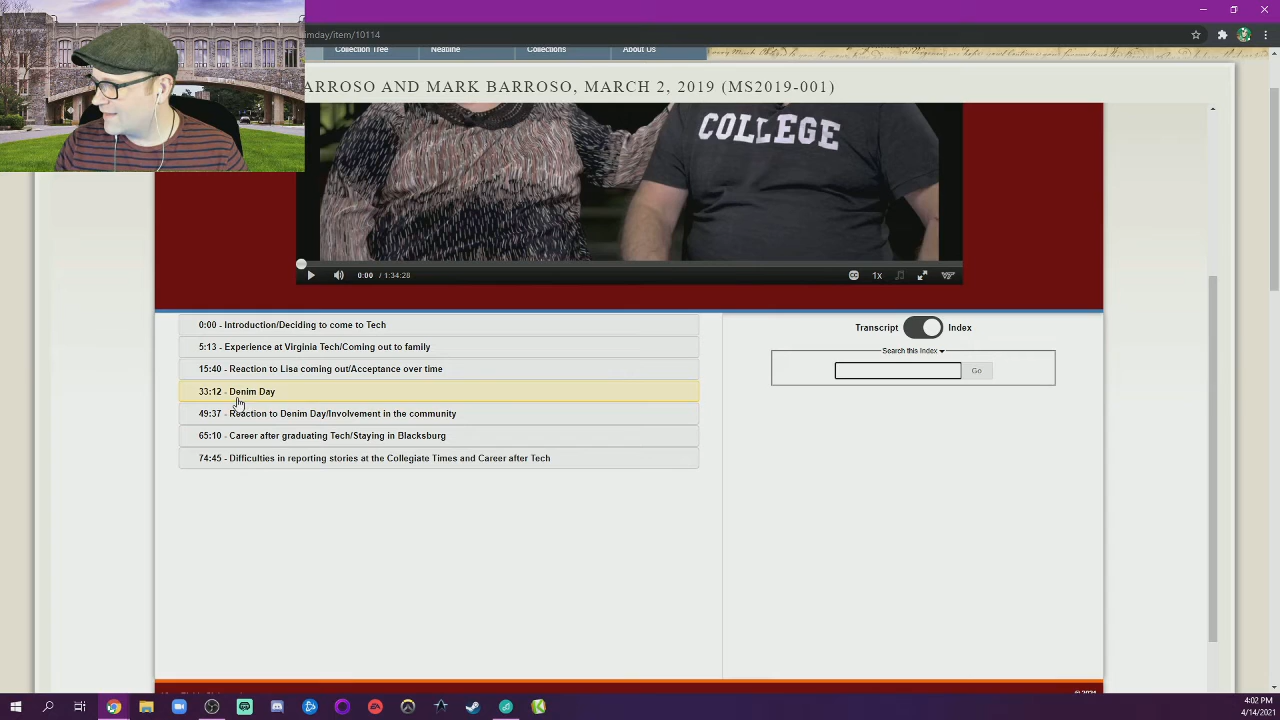 mday/item/10114
Collection Tree
Neatline
Collections
About Us
ARROSO AND MARK BARROSO, MARCH 2, 2019 (MS2019-001)
COLLEGE
0:00 / 1:34:28
CC
1x
0:00 - Introduction/Deciding to come to Tech
5:13 - Experience at Virginia Tech/Coming out to family
15:40 - Reaction to Lisa coming out/Acceptance over time
33:12 - Denim Day
49:37 - Reaction to Denim Day/Involvement in the community
65:10 - Career after graduating Tech/Staying in Blacksburg
74:45 - Difficulties in reporting stories at the Collegiate Times and Career after Tech
Transcript
Index
Search this Index
Go
4:02 PM
4/14/2021